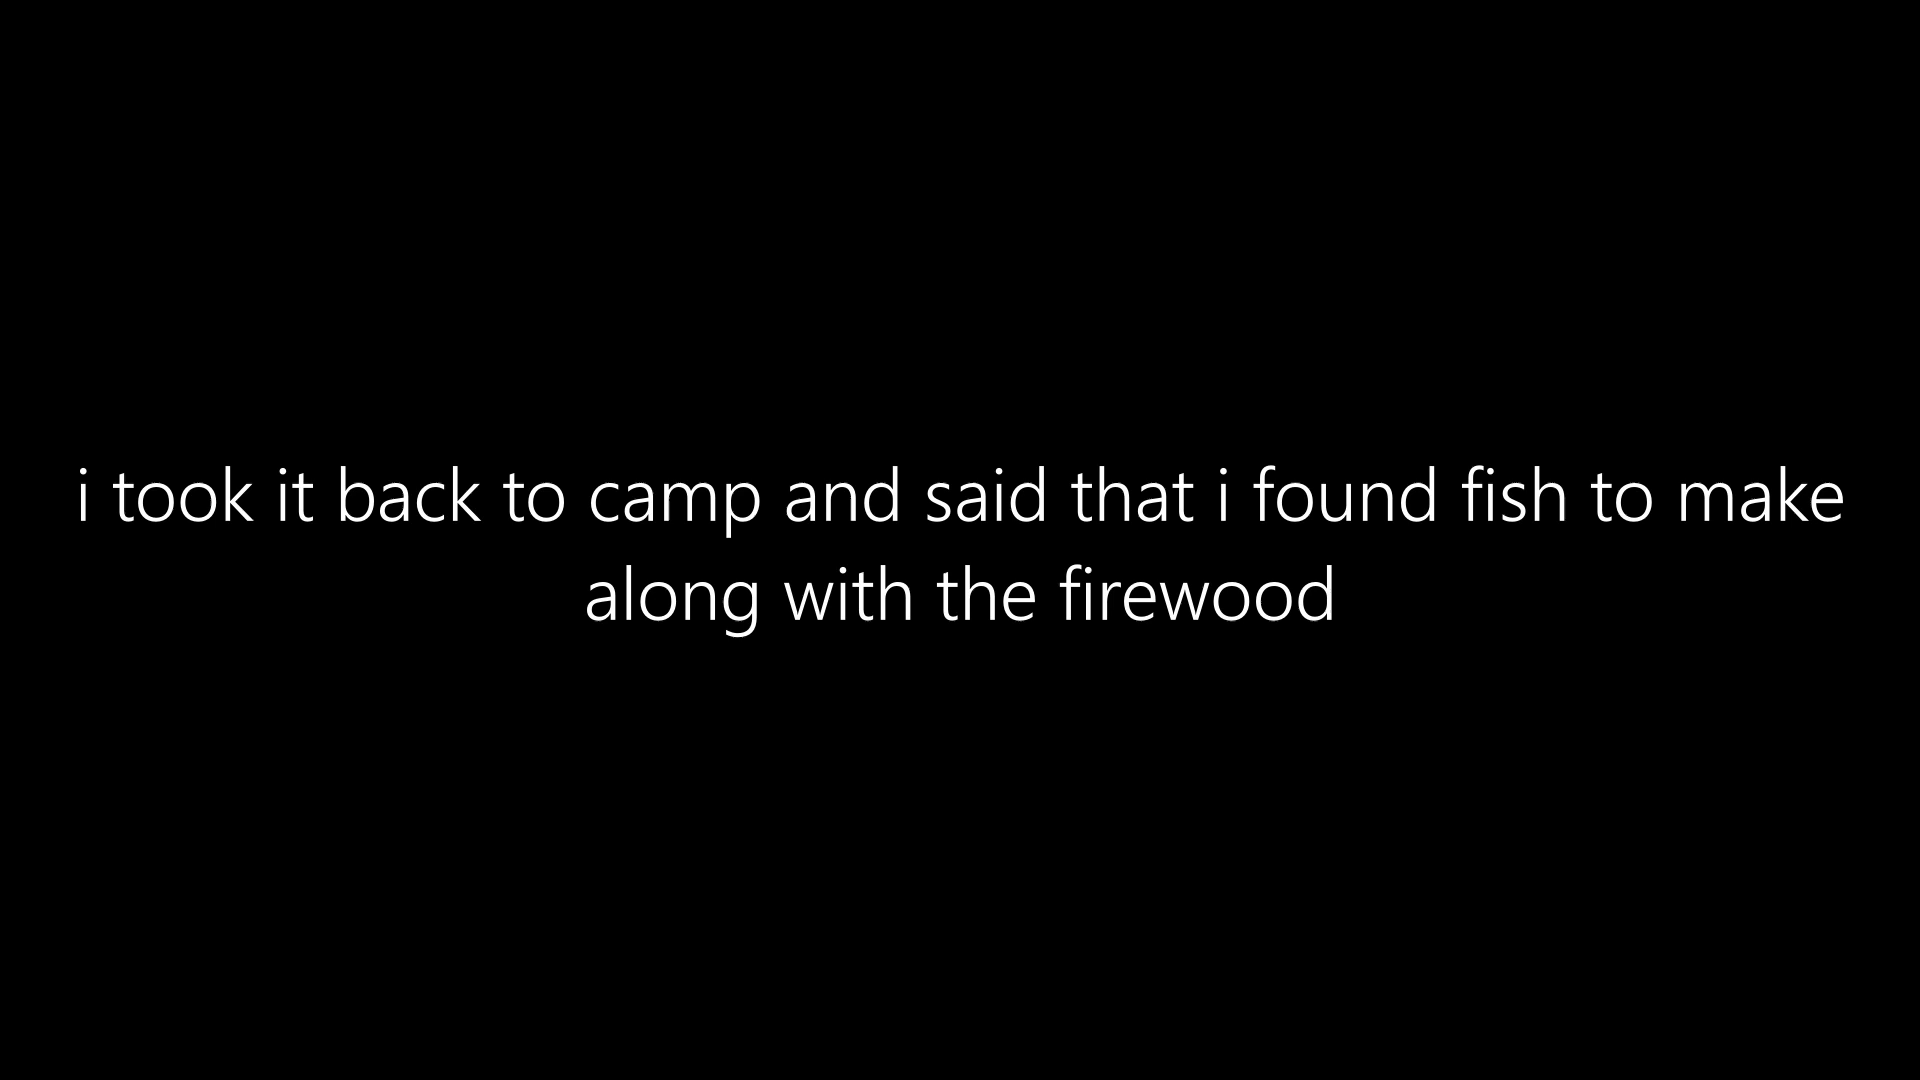 i took it back to camp and said that i found fish to make
along with the firewood